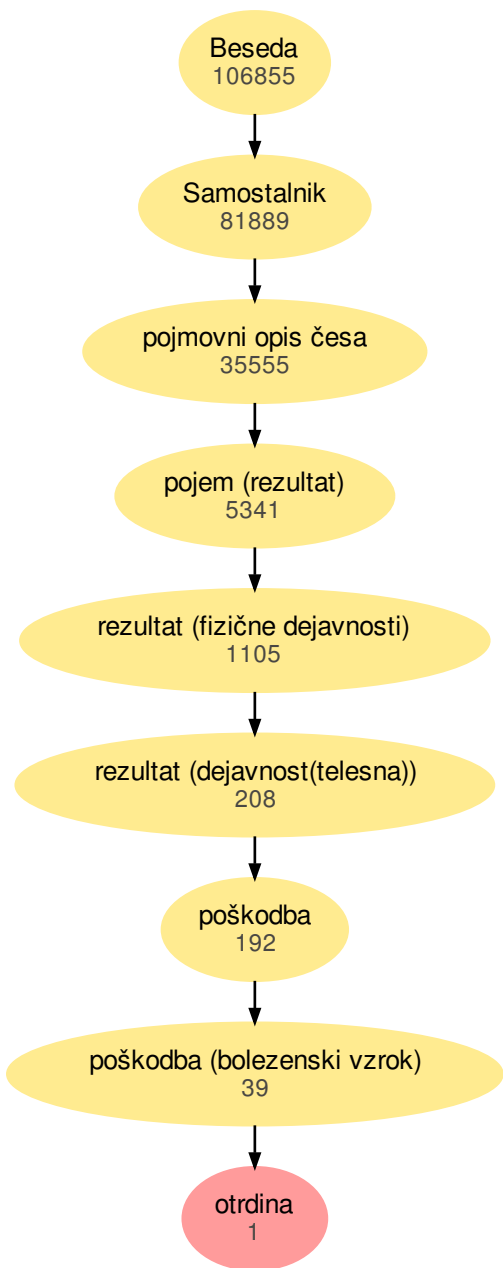 Beseda
106855
Samostalnik
81889
pojmovni opis česa
35555
pojem (rezultat)
5341
rezultat (fizične dejavnosti)
1105
rezultat (dejavnost(telesna))
208
poškodba
192
poškodba (bolezenski vzrok)
39
otrdina
1